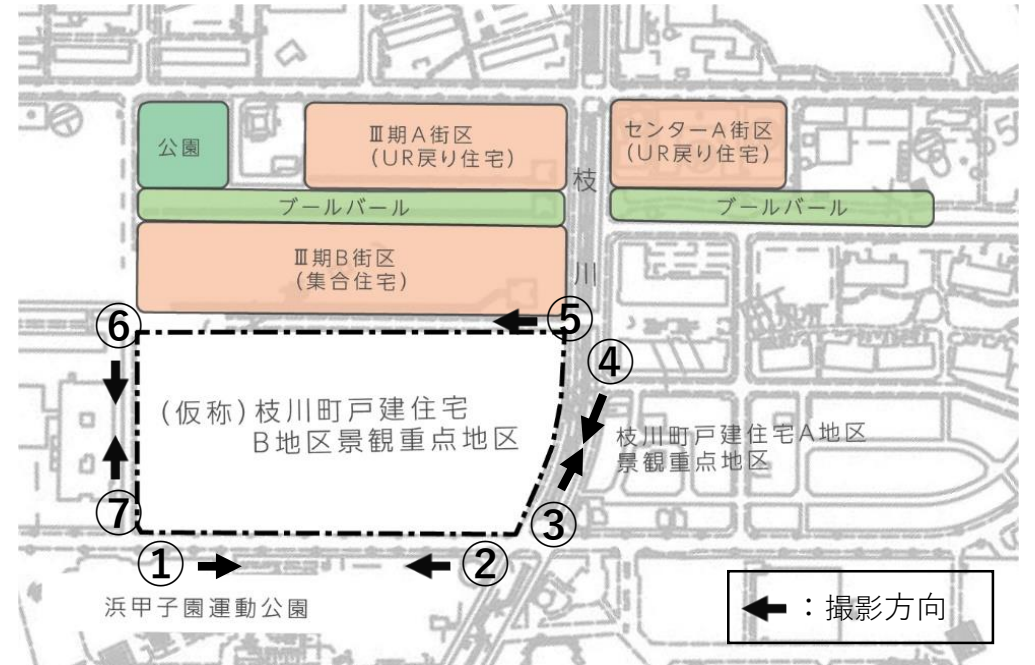 公園
Ⅲ期A街区
(UR戻り住宅)
センターA街区
(UR戻り住宅)
枝
川
ブールバール
ブールバール
Ⅲ期B街区
(集合住宅)
⑥
⑤
④
(仮称)枝川町戸建住宅
B地区景観重点地区
枝川町戸建住宅A地区
景観重点地区
⑦
③
①
②
浜甲子園運動公園
：撮影方向